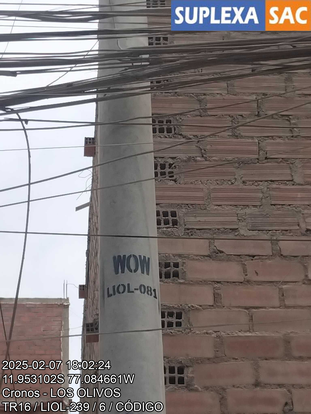 SUPLEXA SAC
WOW
LIOL-081
2025-02-07 18:02:24
11.953102S 77.084661W
Cronos - LOS OLIVOS
TR16 / LIOL-239 / 6 / CÓDIGO